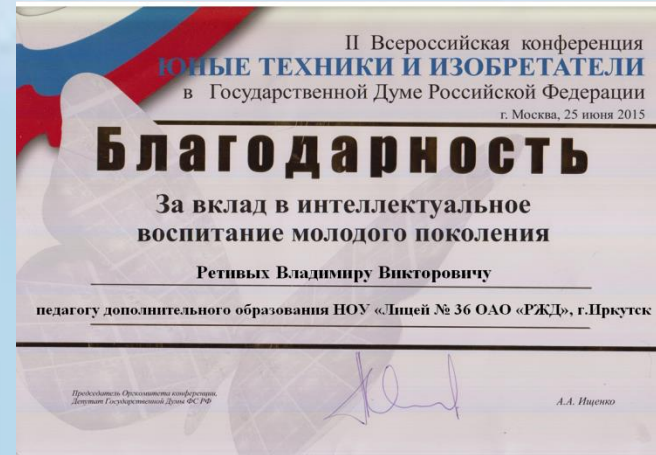 II Всероссийская конференция
ЮНЫЕ ТЕХНИКИ И ИЗОБРЕТАТЕЛИ
в Государственной Думе Российской Федерации
г. Москва, 25 июня 2015
Благодарность
За вклад в интеллектуальное
воспитание молодого поколения
Ретивых Владимиру Викторовичу
педагогу дополнительного образования НОУ «Лицей № 36 ОАО «РЖД», г.Иркутск
Председатель Оргкомитета конференции,
Депутат Государственной Думы ФС РФ
А.А. Ищенко